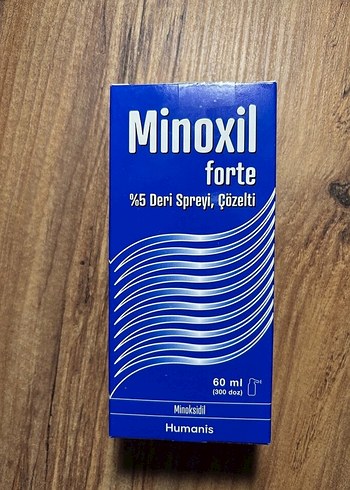 Minoxil
forte
%5 Deri Spreyi, Çözelti
60 ml
(300 doz)
Minoksidil
Humanis